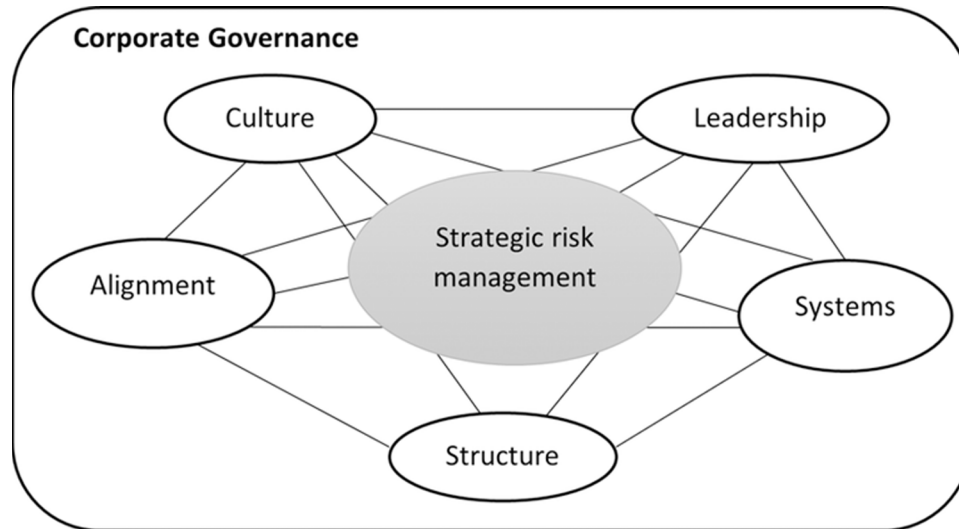 Corporate Governance
Culture
Leadership
Strategic risk
management
Alignment
Systems
Structure